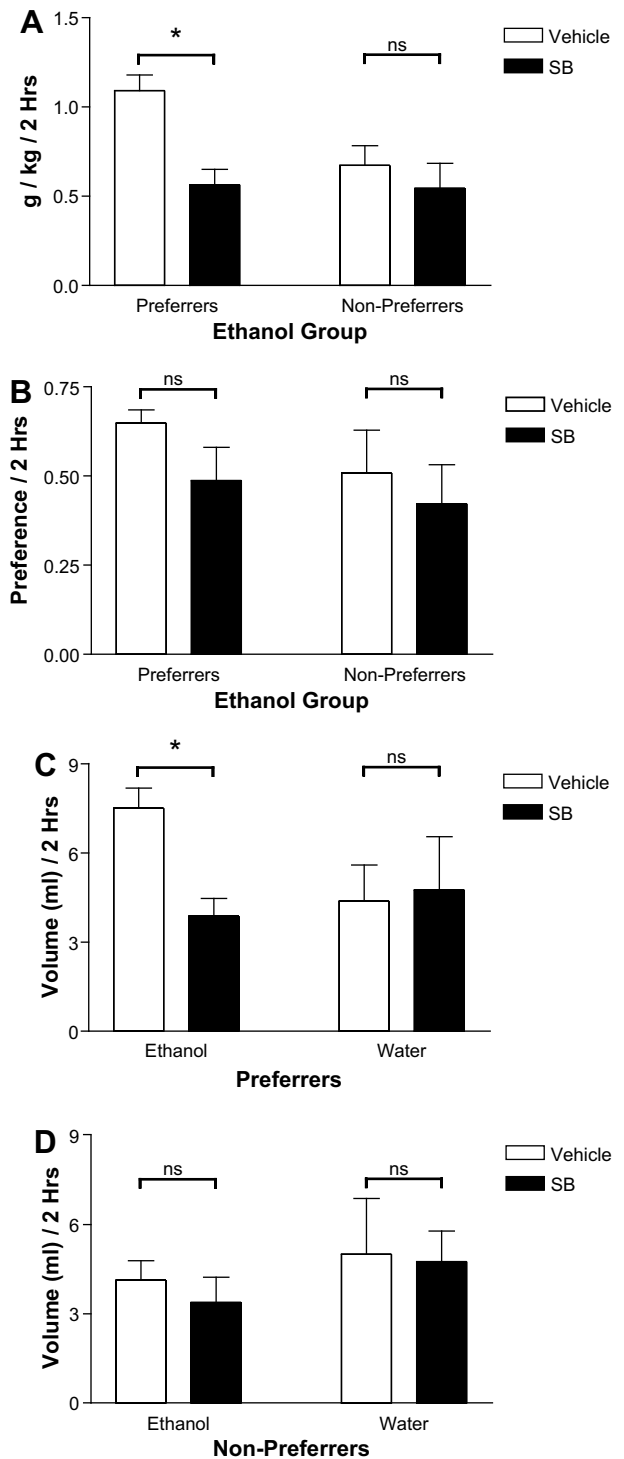 A
1.5
*
ns
Vehicle
SB
g / kg / 2 Hrs
1.0
0.5
0.0
Preferrers
Non-Preferrers
Ethanol Group
B
0.75
ns
ns
Vehicle
SB
Preference / 2 Hrs
0.50
0.25
0.00
Preferrers
Non-Preferrers
Ethanol Group
C
9
*
ns
Vehicle
SB
Volume (ml) / 2 Hrs
6
3
0
Ethanol
Water
Preferrers
D
9
ns
ns
Vehicle
SB
Volume (ml) / 2 Hrs
6
3
0
Ethanol
Water
Non-Preferrers